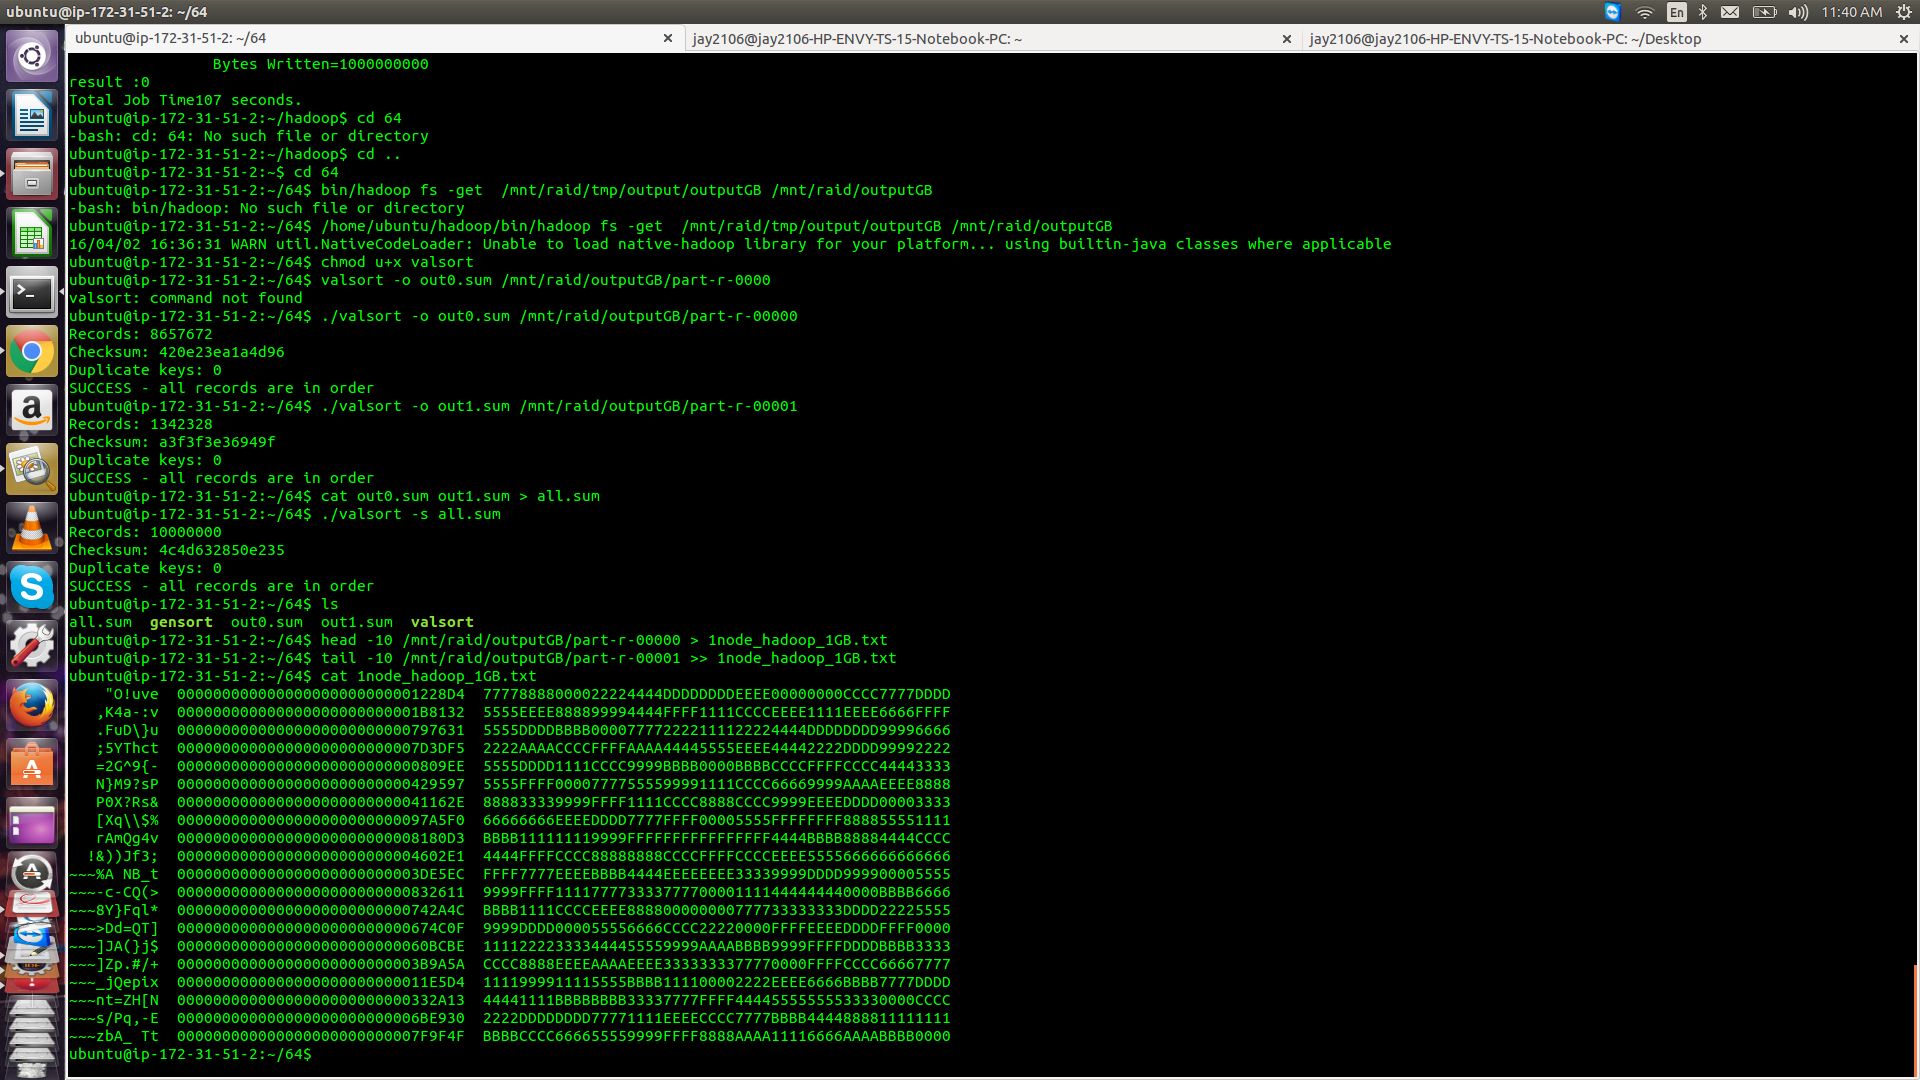 ubuntu@ip-172-31-51-2: ~/64
En
11:40 AM
ubuntu@ip-172-31-51-2: ~/64
jay2106@jay2106-HP-ENVY-TS-15-Notebook-PC: ~
jay2106@jay2106-HP-ENVY-TS-15-Notebook-PC: ~/Desktop
Bytes Written=1000000000
result :0
Total Job Time107 seconds.
ubuntu@ip-172-31-51-2:~/hadoop$ cd 64
-bash: cd: 64: No such file or directory
ubuntu@ip-172-31-51-2:~/hadoop$ cd ..
ubuntu@ip-172-31-51-2:~$ cd 64
ubuntu@ip-172-31-51-2:~/64$ bin/hadoop fs -get  /mnt/raid/tmp/output/outputGB /mnt/raid/outputGB
-bash: bin/hadoop: No such file or directory
ubuntu@ip-172-31-51-2:~/64$ /home/ubuntu/hadoop/bin/hadoop fs -get  /mnt/raid/tmp/output/outputGB /mnt/raid/outputGB
16/04/02 16:36:31 WARN util.NativeCodeLoader: Unable to load native-hadoop library for your platform... using builtin-java classes where applicable
ubuntu@ip-172-31-51-2:~/64$ chmod u+x valsort
ubuntu@ip-172-31-51-2:~/64$ valsort -o out0.sum /mnt/raid/outputGB/part-r-0000
valsort: command not found
ubuntu@ip-172-31-51-2:~/64$ ./valsort -o out0.sum /mnt/raid/outputGB/part-r-00000
Records: 8657672
Checksum: 420e23ea1a4d96
Duplicate keys: 0
SUCCESS - all records are in order
ubuntu@ip-172-31-51-2:~/64$ ./valsort -o out1.sum /mnt/raid/outputGB/part-r-00001
Records: 1342328
Checksum: a3f3f3e36949f
Duplicate keys: 0
SUCCESS - all records are in order
ubuntu@ip-172-31-51-2:~/64$ cat out0.sum out1.sum > all.sum
ubuntu@ip-172-31-51-2:~/64$ ./valsort -s all.sum
Records: 10000000
Checksum: 4c4d632850e235
Duplicate keys: 0
SUCCESS - all records are in order
ubuntu@ip-172-31-51-2:~/64$ ls
all.sum  gensort  out0.sum  out1.sum  valsort
ubuntu@ip-172-31-51-2:~/64$ head -10 /mnt/raid/outputGB/part-r-00000 > 1node_hadoop_1GB.txt
ubuntu@ip-172-31-51-2:~/64$ tail -10 /mnt/raid/outputGB/part-r-00001 >> 1node_hadoop_1GB.txt
ubuntu@ip-172-31-51-2:~/64$ cat 1node_hadoop_1GB.txt
"O!uve  000000000000000000000000001228D4  77778888000022224444DDDDDDDDEEEE00000000CCCC7777DDDD
,K4a-:v  000000000000000000000000001B8132  5555EEEE888899994444FFFF1111CCCCEEEE1111EEEE6666FFFF
.FuD\}u  00000000000000000000000000797631  5555DDDDBBBB000077772222111122224444DDDDDDDD99996666
;5YThct  000000000000000000000000007D3DF5  2222AAAACCCCFFFFAAAA44445555EEEE44442222DDDD99992222
=2G^9{-  00000000000000000000000000809EE  5555DDDD1111CCCC9999BBBB0000BBBBCCCCFFFFCCCC44443333
N}M9?sP  00000000000000000000000000429597  5555FFFF00007777555599991111CCCC66669999AAAAEEEE8888
P0X?Rs&  0000000000000000000000000041162E  888833339999FFFF1111CCCC8888CCCC9999EEEEDDDD00003333
[Xq\\$%  0000000000000000000000000097A5F0  66666666EEEEDDDD7777FFFF00005555FFFFFFFF888855551111
rAmQg4v  000000000000000000000000008180D3  BBBB111111119999FFFFFFFFFFFFFFFF4444BBBB88884444CCCC
!&))Jf3;  000000000000000000000000004602E1  4444FFFFCCCC88888888CCCCFFFFCCCCEEEE5555666666666666
~~~%A NB_t  000000000000000000000000003DE5EC  FFFF7777EEEEBBBB4444EEEEEEEE33339999DDDD999900005555
~~~-c-CQ(>  00000000000000000000000000832611  9999FFFF11117777333377770000111144444444​0000BBBB6666
~~~8Y}Fql*  00000000000000000000000000742A4C  BBBB1111CCCCEEEE88880000000077773333​3333DDDD22225555
~~~>Dd=QT]  00000000000000000000000000674C0F  9999DDDD000055556666CCCC22220000FFFFEEEEDDDDFFFF0000
~~~]JA(}j$  0000000000000000000000000060BCBE  1111222233334444555​59999AAAABBBB9999FFFFDDDDBBBB3333
~~~]Zp.#/+  000000000000000000000000003B9A5A  CCCC8888EEEEAAAAEEEE3333333377770000FFFFCCCC66667777
~~~_jQepix  0000000000000000000000000011E5D4  1111999911115555BBBB111100002222EEEE6666BBBB7777DDDD
~~~nt=ZH[N  00000000000000000000000000332A13  44441111BBBBBBBB33337777FFFF444455555555​33330000CCCC
~~~s/Pq,-E  000000000000000000000000006BE930  2222DDDDDDDD77771111EEEECCCC7777BBBB4444888811111111
~~~zbA_ Tt  000000000000000000000000007F9F4F  BBBBCCCC666655559999FFFF8888AAAA11116666AAAABBBB0000
ubuntu@ip-172-31-51-2:~/64$